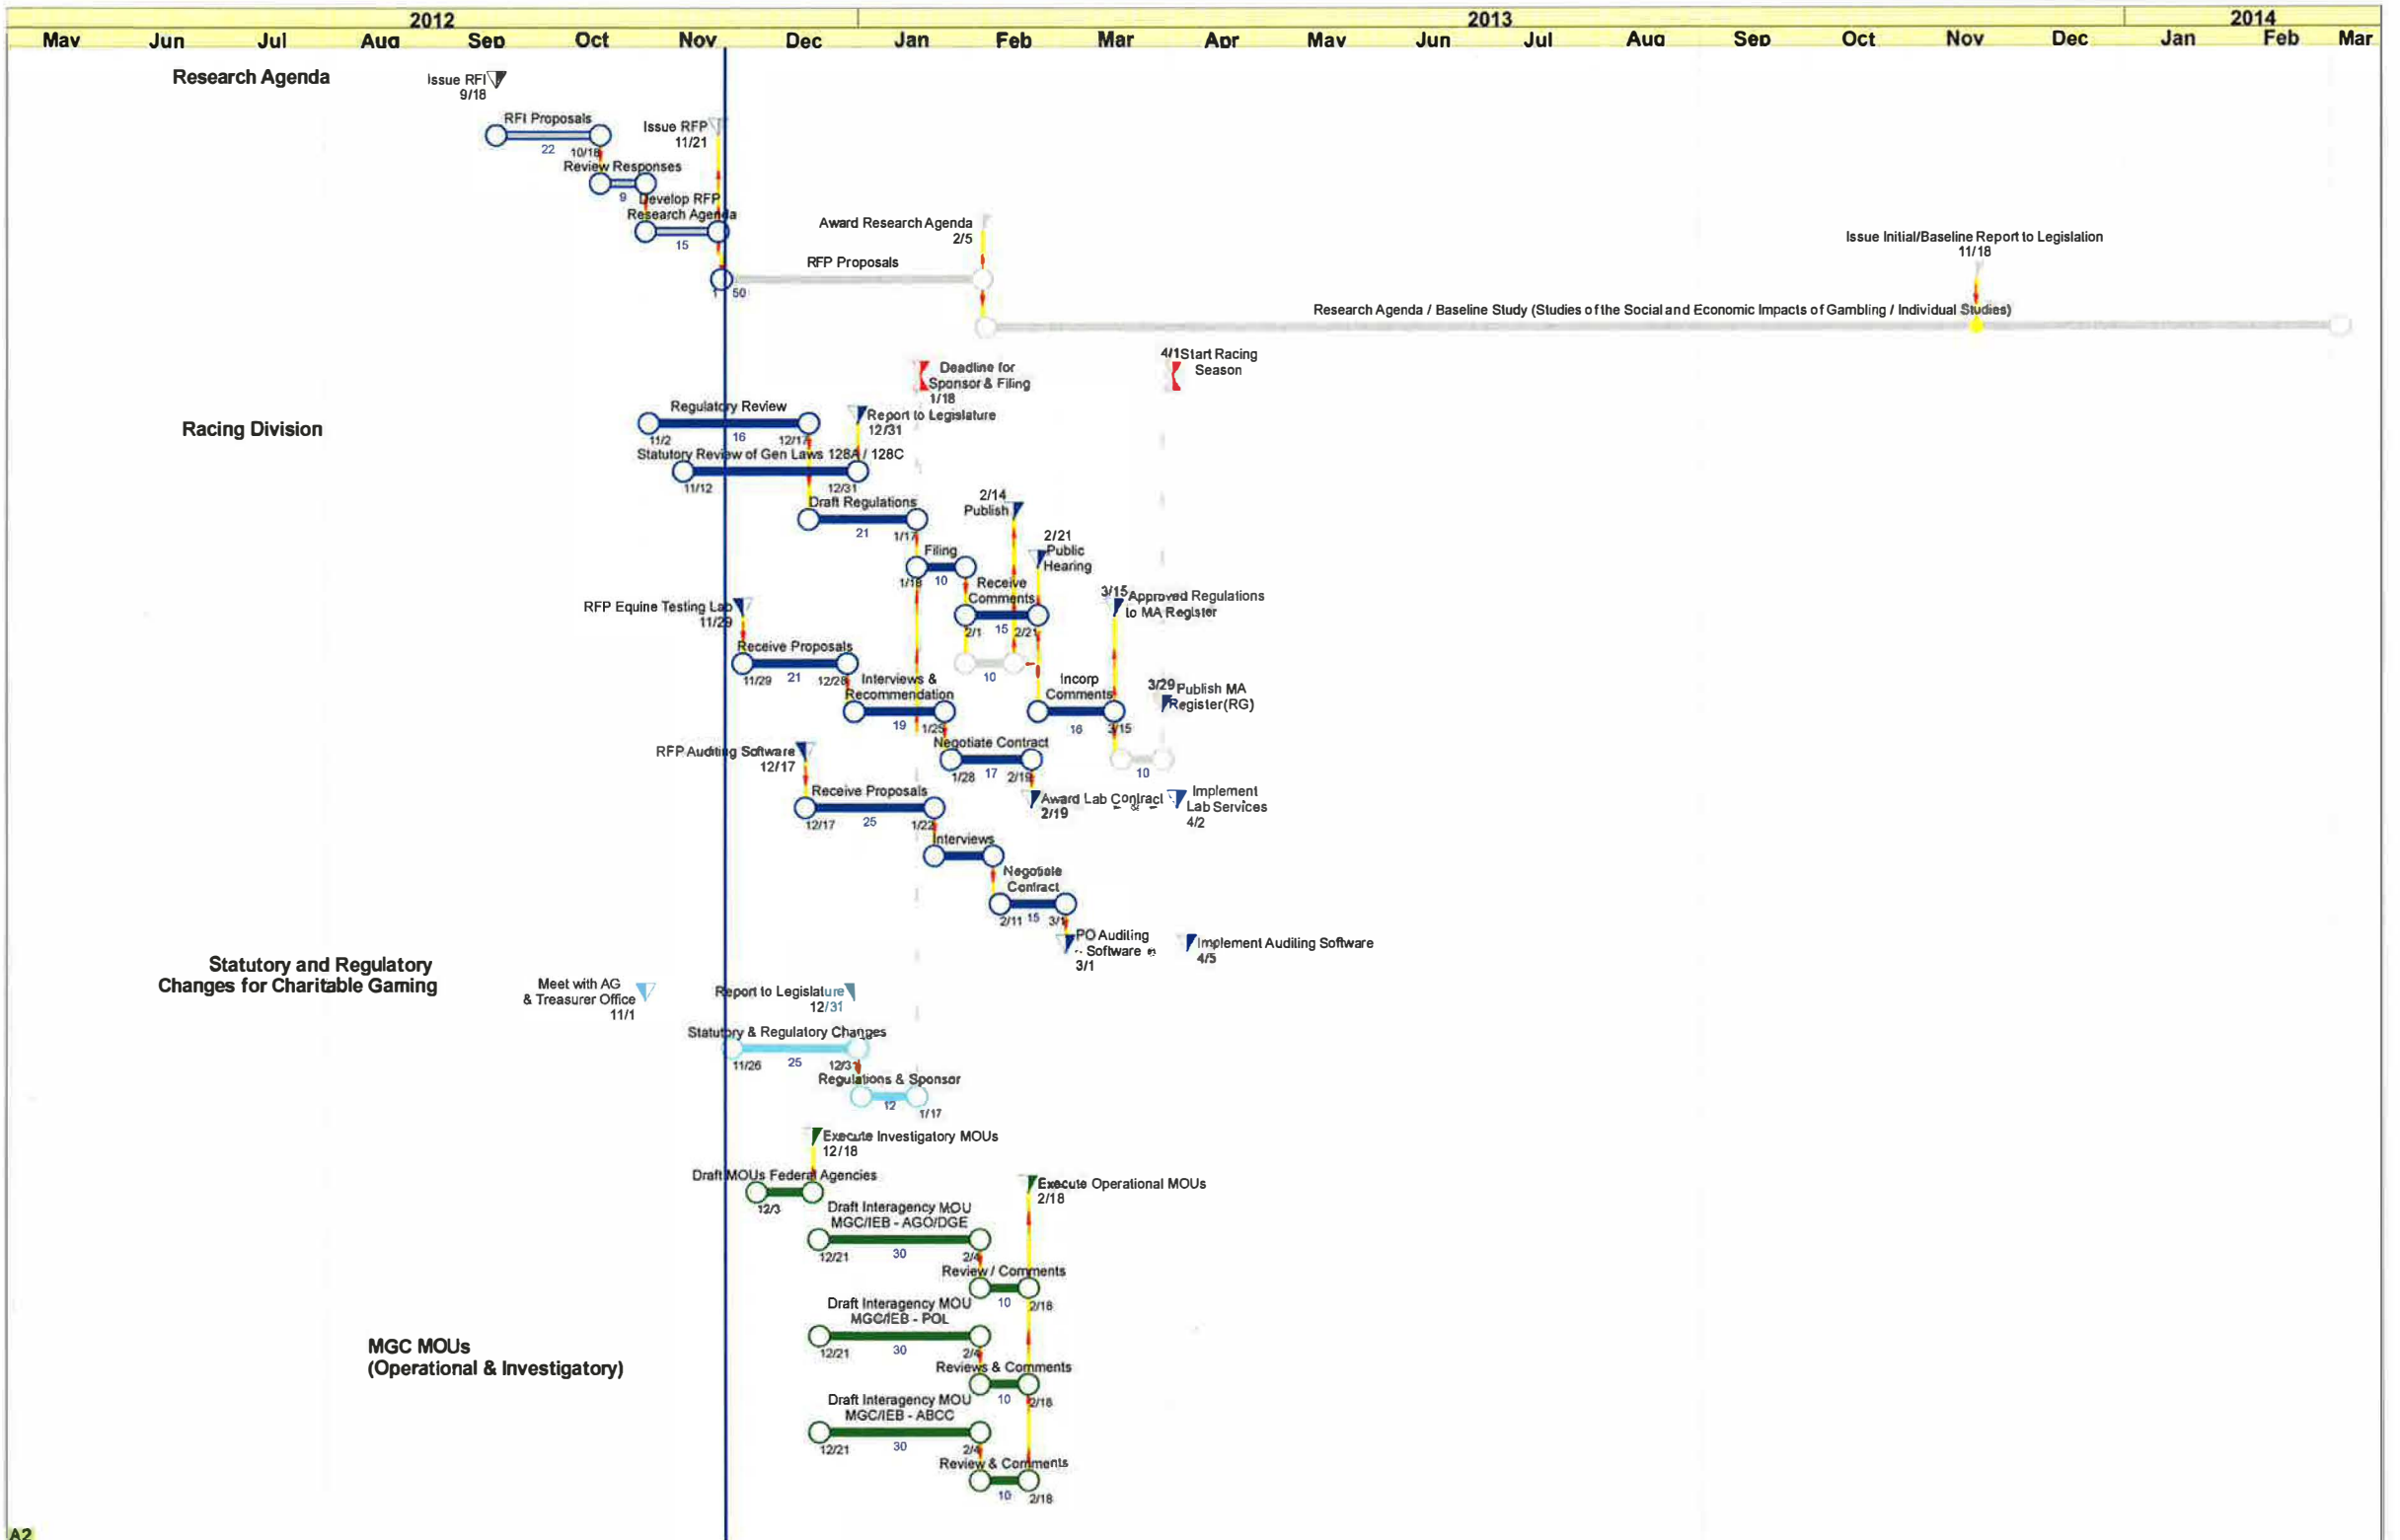 2012 2013 2014
May Jun Jul Aug Sep Oct Nov Dec Jan Feb Mar Apr May Jun Jul Aug Sep Oct Nov Dec Jan Feb Mar
Research Agenda
Issue RFI
9/18
RFI Proposals
22
10/18
Issue RFP
11/21
Review Responses
9
Develop RFP
Research Agenda
15
Award Research Agenda
2/5
RFP Proposals
1 50
Issue Initial/Baseline Report to Legislation
11/18
Research Agenda / Baseline Study (Studies of the Social and Economic Impacts of Gambling / Individual Studies)
Deadline for
Sponsor & Filing
1/18
4/1 Start Racing
Season
Racing Division
Regulatory Review
11/2 16 12/17
Report to Legislature
12/31
Statutory Review of Gen Laws 128A / 128C
11/12 12/31
Draft Regulations
21 1/17
2/14
Publish
Filing
1/18 10
2/21
Public
Hearing
Receive
Comments
2/1 15 2/21
3/15 Approved Regulations
to MA Register
RFP Equine Testing Lab
11/29
Receive Proposals
11/29 21 12/28
10
Interviews &
Recommendation
19 1/25
Incorp
Comments
16 3/15
3/29 Publish MA
Register(RG)
RFP Auditing Software
12/17
Negotiate Contract
1/28 17 2/19
10
Receive Proposals
12/17 25 1/22
Award Lab Contract
2/19
Implement
Lab Services
4/2
Interviews
Negotiate
Contract
2/11 15 3/1
PO Auditing
Software
3/1
Implement Auditing Software
4/5
Statutory and Regulatory
Changes for Charitable Gaming
Meet with AG
& Treasurer Office
11/1
Report to Legislature
12/31
Statutory & Regulatory Changes
11/26 25 12/31
Regulations & Sponsor
12 1/17
Execute Investigatory MOUs
12/18
Draft MOUs Federal Agencies
12/3
Execute Operational MOUs
2/18
Draft Interagency MOU
MGC/IEB - AGO/DGE
12/21 30 2/4
Review / Comments
10 2/18
Draft Interagency MOU
MGC/IEB - POL
12/21 30 2/4
MGC MOUs
(Operational & Investigatory)
Reviews & Comments
10 2/18
Draft Interagency MOU
MGC/IEB - ABCC
12/21 30 2/4
Review & Comments
10 2/18
A2